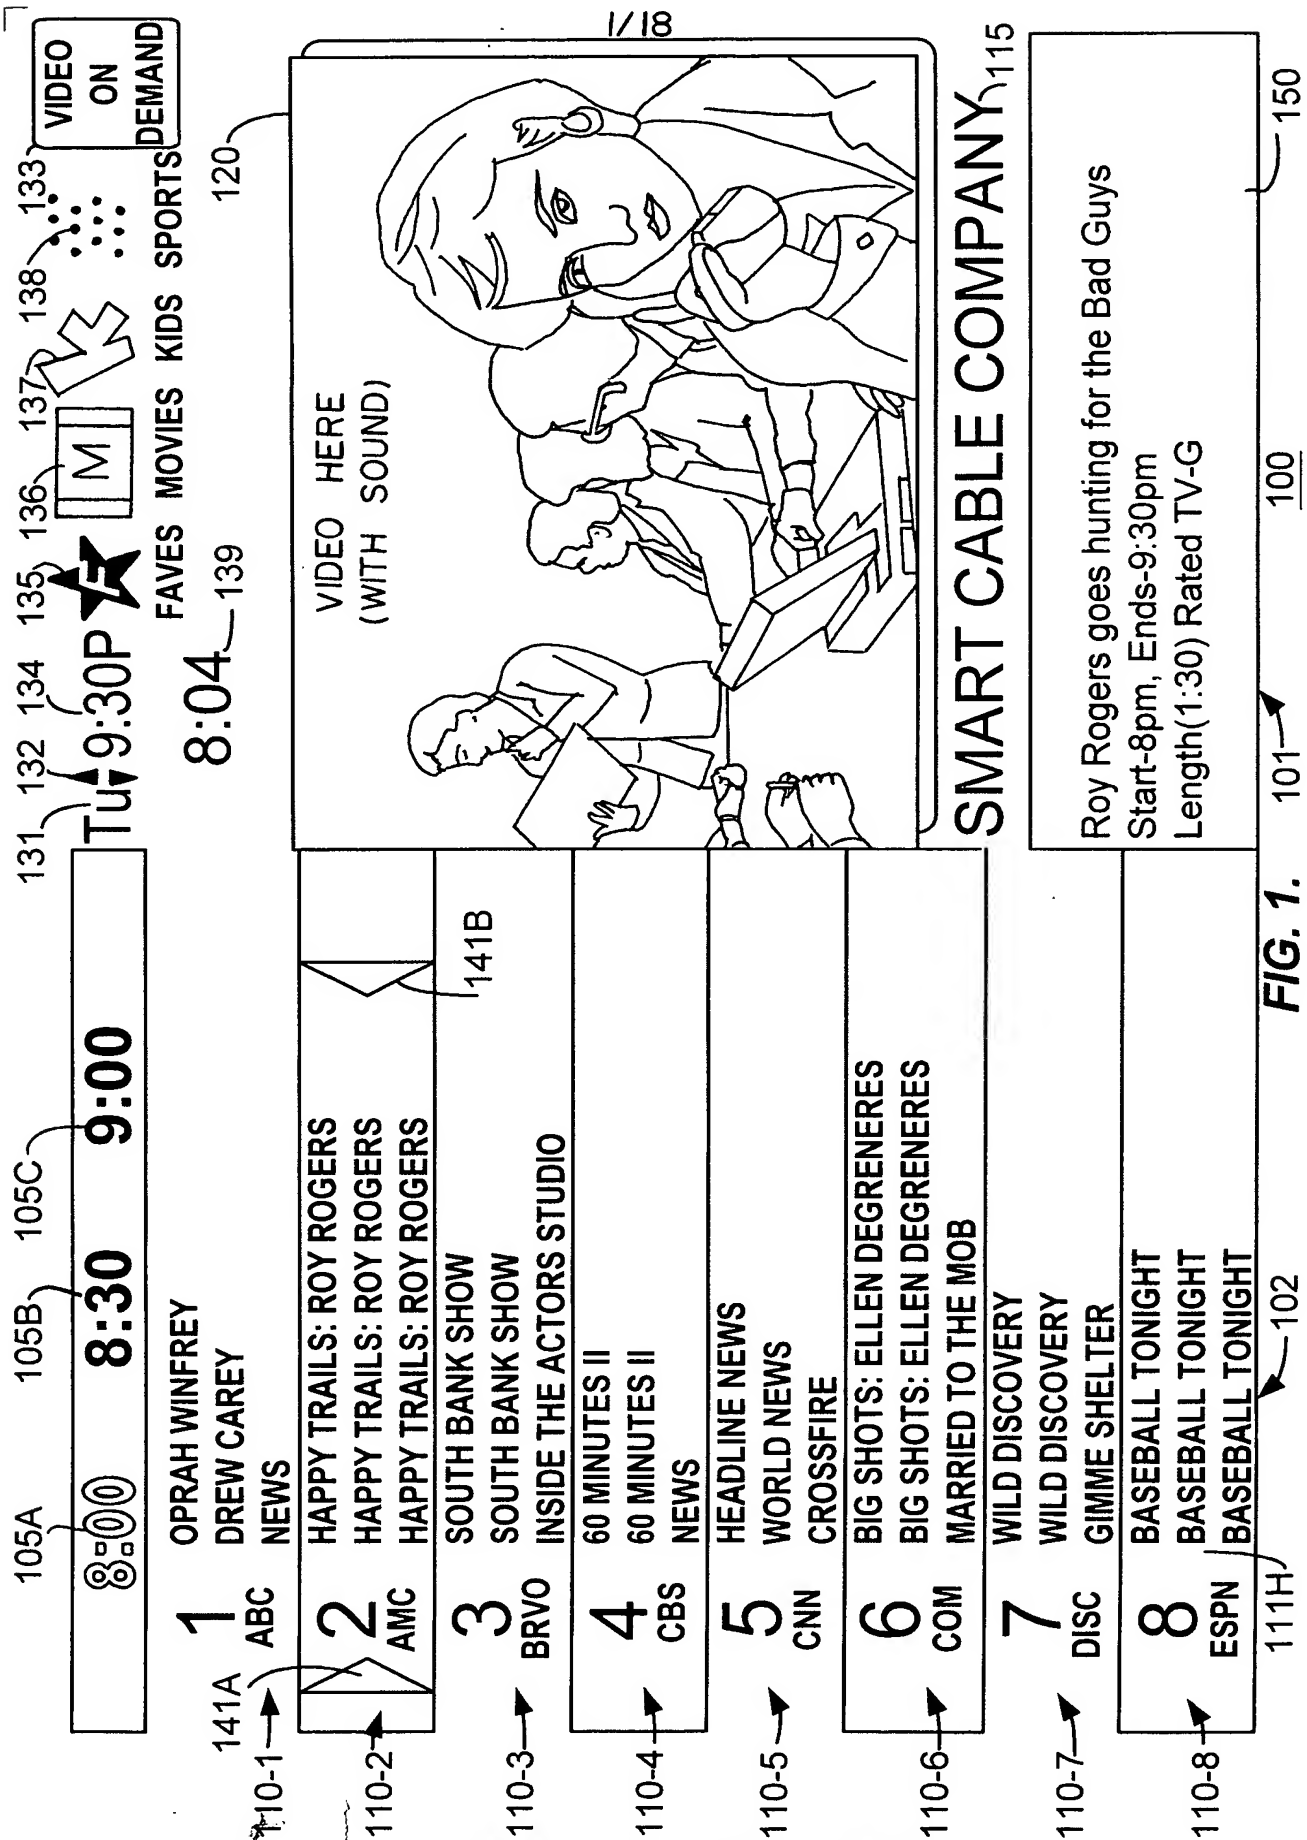 1/18
105A
105B
105C
131
132
134
135
136
137
138
133
8:00 8:30 9:00
Tu 9:30P
F
M
VIDEO
ON
DEMAND
FAVES MOVIES KIDS SPORTS
8:04
139
120
141A
110-1
1
ABC
OPRAH WINFREY
DREW CAREY
NEWS
110-2
2
AMC
HAPPY TRAILS: ROY ROGERS
HAPPY TRAILS: ROY ROGERS
HAPPY TRAILS: ROY ROGERS
141B
110-3
3
BRVO
SOUTH BANK SHOW
SOUTH BANK SHOW
INSIDE THE ACTORS STUDIO
110-4
4
CBS
60 MINUTES II
60 MINUTES II
NEWS
110-5
5
CNN
HEADLINE NEWS
WORLD NEWS
CROSSFIRE
110-6
6
COM
BIG SHOTS: ELLEN DEGRENERES
BIG SHOTS: ELLEN DEGRENERES
MARRIED TO THE MOB
110-7
7
DISC
WILD DISCOVERY
WILD DISCOVERY
GIMME SHELTER
110-8
8
ESPN
BASEBALL TONIGHT
BASEBALL TONIGHT
BASEBALL TONIGHT
111H
102
VIDEO HERE
(WITH SOUND)
SMART CABLE COMPANY
115
Roy Rogers goes hunting for the Bad Guys
Start-8pm, Ends-9:30pm
Length(1:30) Rated TV-G
150
101
100
FIG. 1.